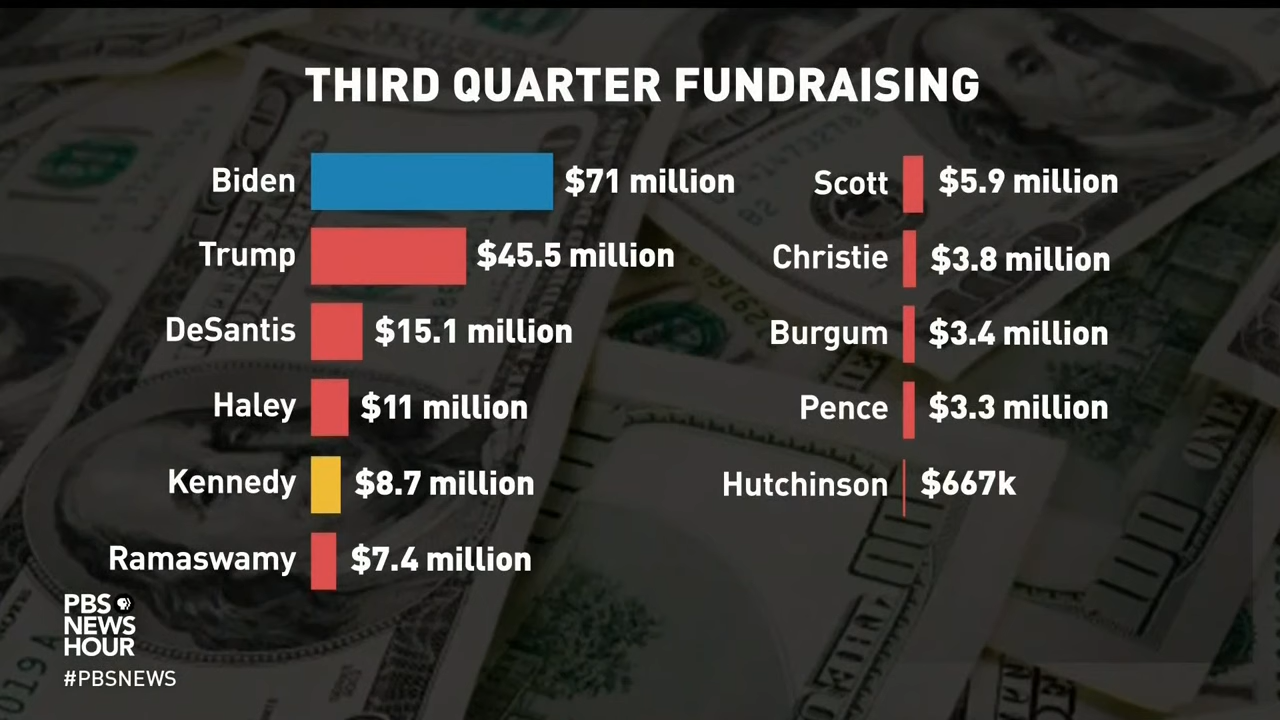 THIRD QUARTER FUNDRAISING
Biden $71 million
Trump $45.5 million
DeSantis $15.1 million
Haley $11 million
Kennedy $8.7 million
Ramaswamy $7.4 million
Scott $5.9 million
Christie $3.8 million
Burgum $3.4 million
Pence $3.3 million
Hutchinson $667k
PBS
NEWS
HOUR
#PBSNEWS